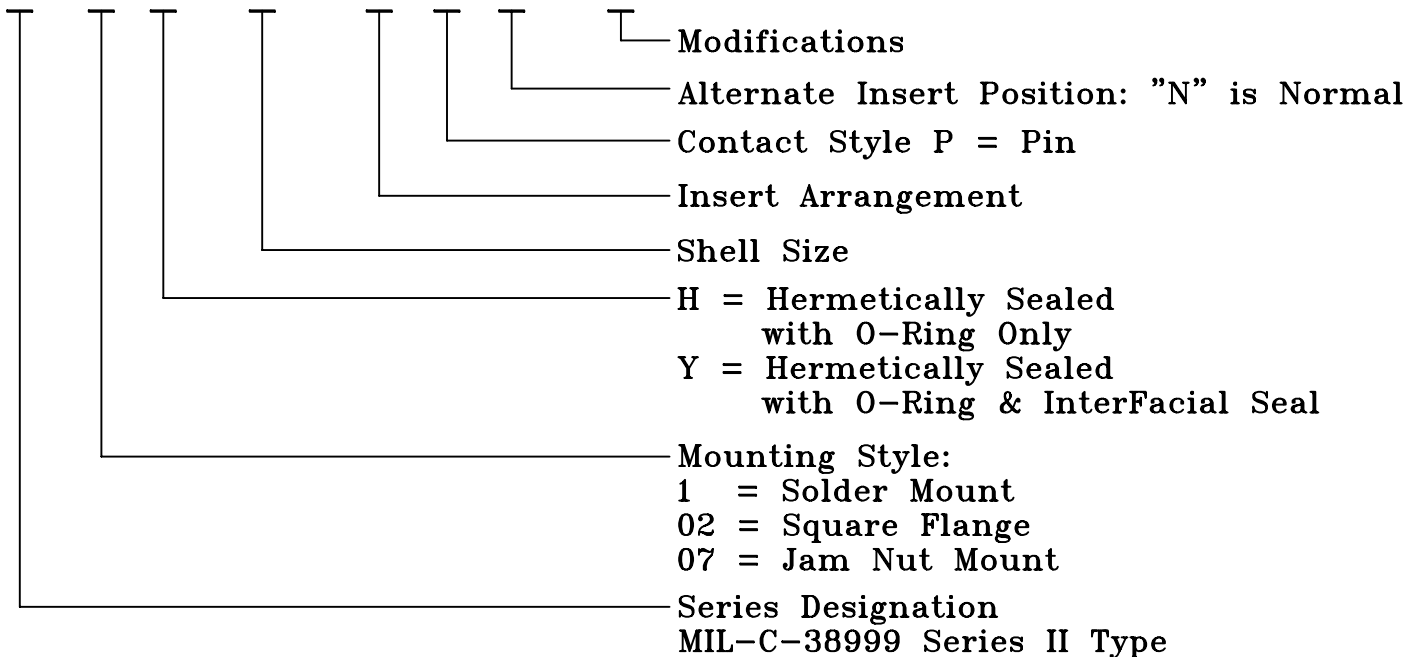 Modifications
Alternate Insert Position: ”N” is Normal
Contact Style P = Pin
Insert Arrangement
Shell Size
H = Hermetically Sealed
with O-Ring Only
Y = Hermetically Sealed
with O-Ring & InterFacial Seal
Mounting Style:
1 = Solder Mount
02 = Square Flange
07 = Jam Nut Mount
Series Designation
MIL-C-38999 Series II Type